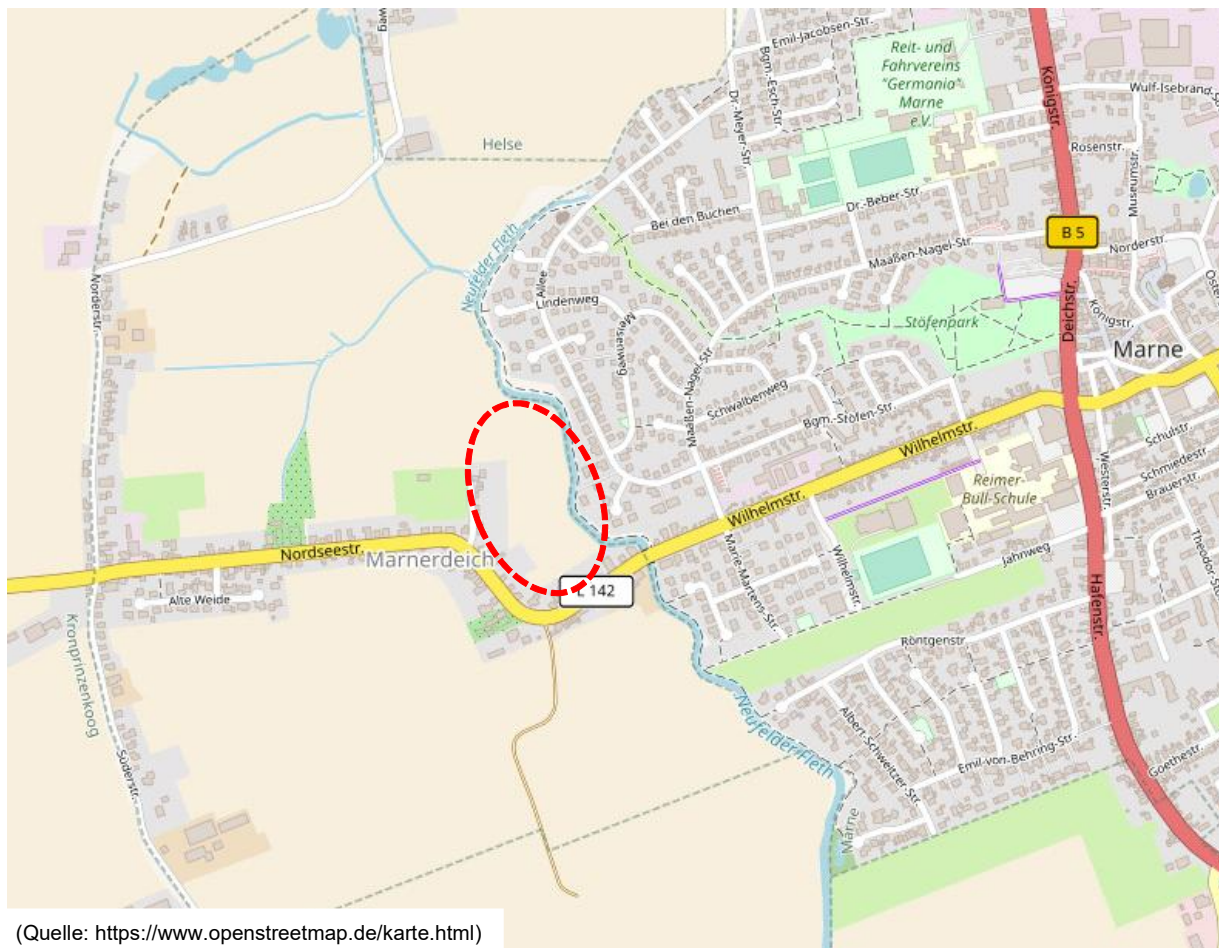 weg
Emil-Jacobsen-Str.
Bgm.-Esch-Str.
Dr.-Meyer-Str.
Reit- und
Fahrvereins
"Germania"
Marne
e.V.
Königstr.
Wulf-Isebrand-
Rosenstr.
Museumstr.
Helse
Bei den Buchen
Dr.-Beber-Str.
Maaßen-Nagel-Str.
B 5
Norderstr.
Neufelder Fleth
Allee
Lindenweg
Meisenweg
Norderstr.
Stöfenpark
Deichstr.
Königstr.
Marne
Maaßen-Nagel-Str.
Schwalbenweg
Bgm.-Stöfen-Str.
Wilhelmstr.
Schulstr.
Schmiedestr.
Brauerstr.
Westerstr.
Reimer-
Bull-Schule
Wilhelmstr.
Nordseestr.
Marnerdeich
Alte Weide
L 142
Marie-Martens-Str.
Wilhelmstr.
Jahnweg
Hafenstr.
Theodor-St
Kronprinzenkoog
Röntgenstr.
Neufelder Fleth
Albert-Schweitzer-Str.
Emil-von-Behring-Str.
Goethestr.
Süderstr.
Marne
(Quelle: https://www.openstreetmap.de/karte.html)